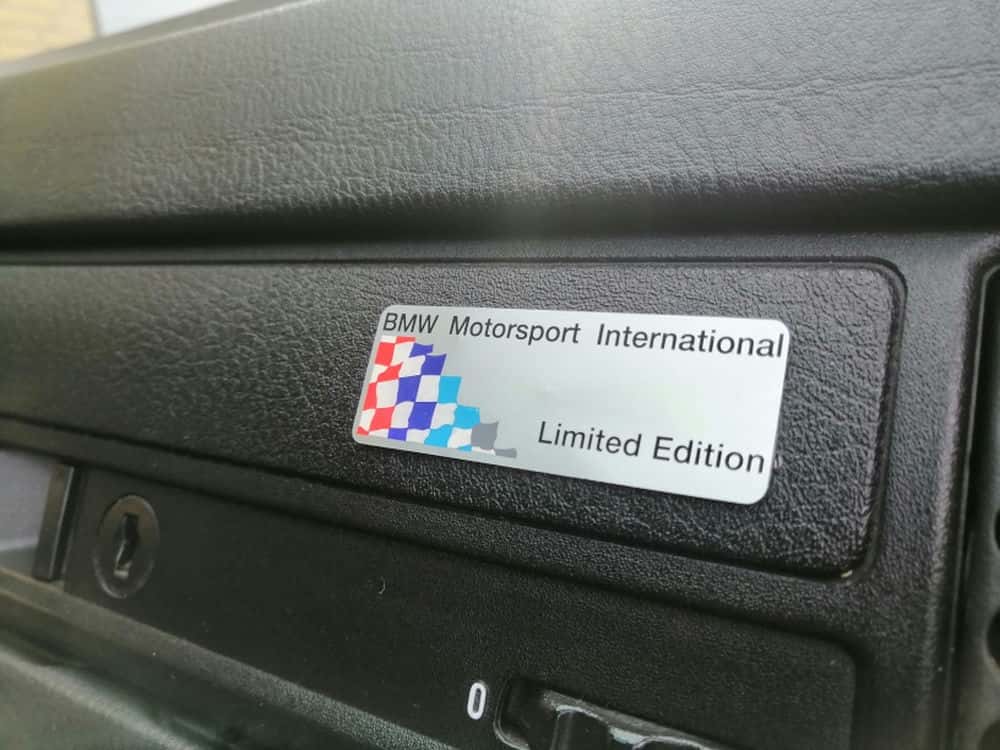 BMW Motorsport International
Limited Edition
0